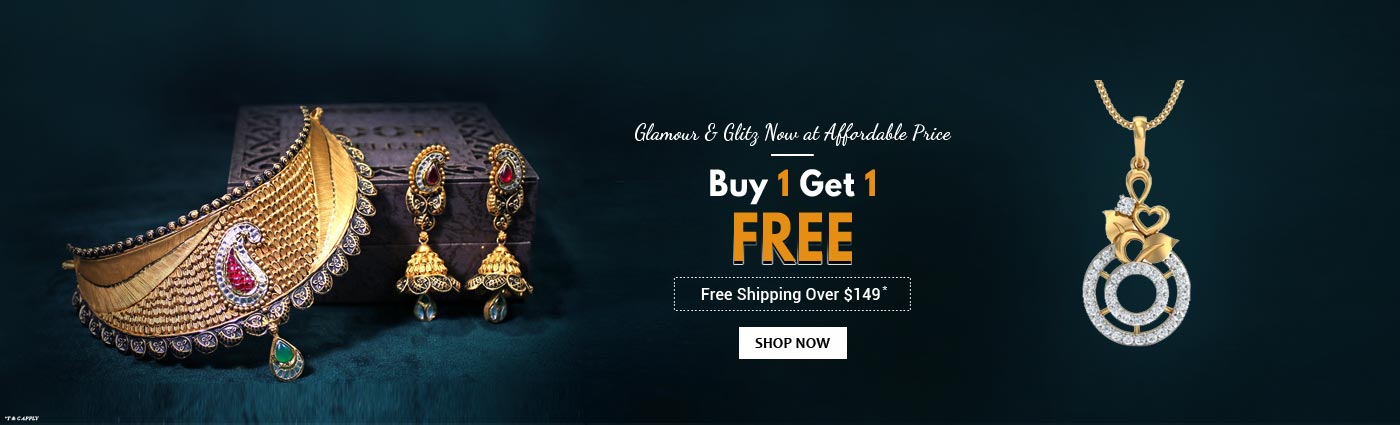 Glamour & Glitz Now at Affordable Price
Buy 1 Get 1
FREE
Free Shipping Over $149*
SHOP NOW
*T & C APPLY